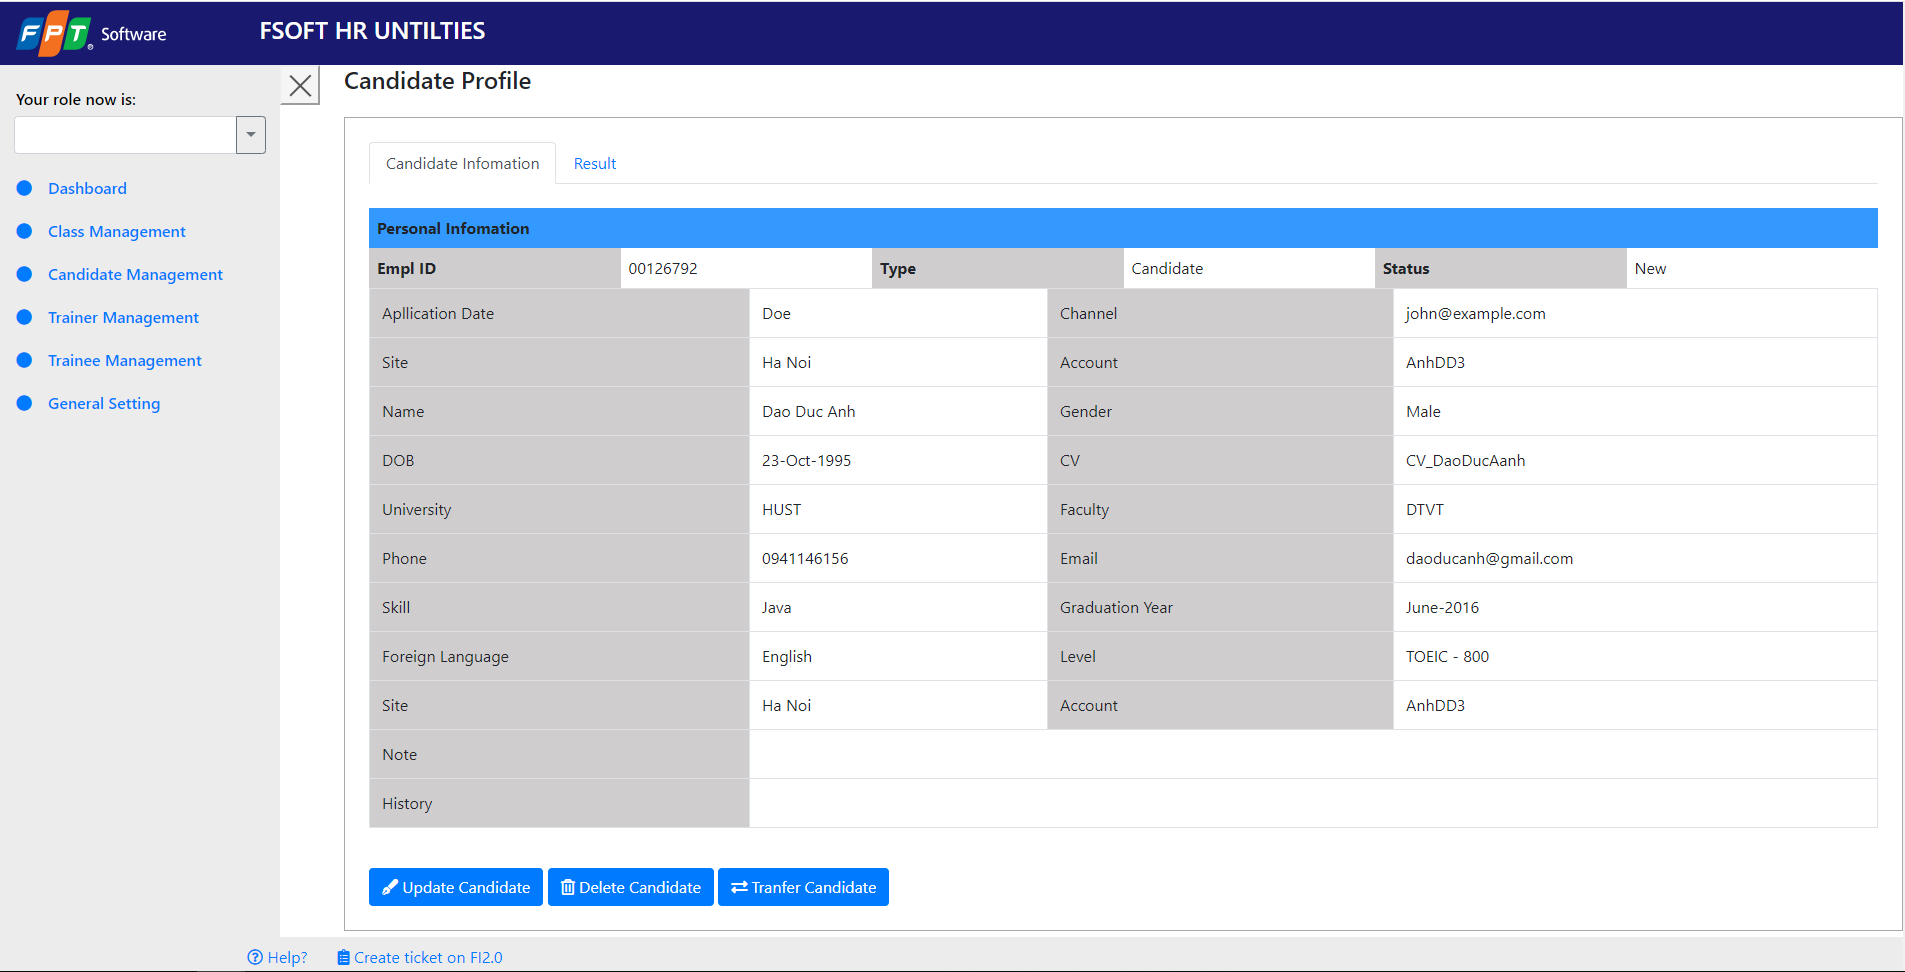 FPT Software
FSOFT HR UNTILTIES
Your role now is:
Dashboard
Class Management
Candidate Management
Trainer Management
Trainee Management
General Setting
Candidate Profile
Candidate Infomation Result
Personal Infomation
Empl ID 00126792 Type Candidate Status New
Apllication Date Doe Channel john@example.com
Site Ha Noi Account AnhDD3
Name Dao Duc Anh Gender Male
DOB 23-Oct-1995 CV CV_DaoDucAanh
University HUST Faculty DTVT
Phone 0941146156 Email daoducanh@gmail.com
Skill Java Graduation Year June-2016
Foreign Language English Level TOEIC - 800
Site Ha Noi Account AnhDD3
Note
History
Update Candidate Delete Candidate Tranfer Candidate
Help? Create ticket on FI2.0